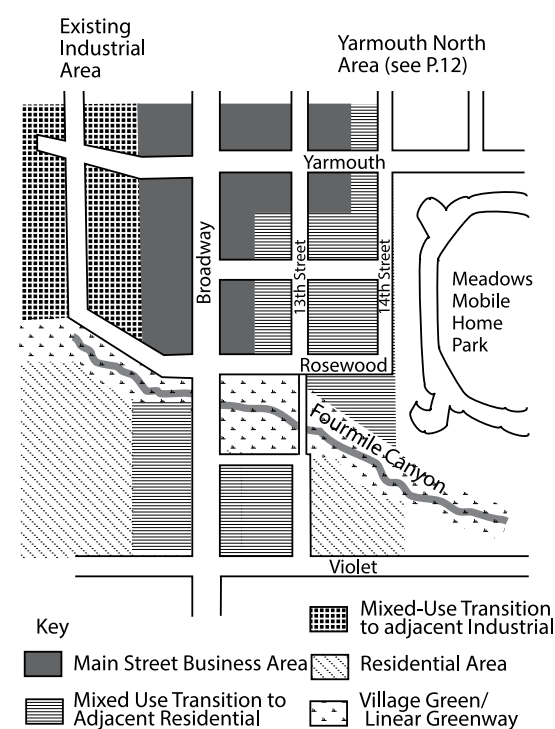 Existing
Industrial
Area
Yarmouth North
Area (see P.12)
Yarmouth
Broadway
13th Street
14th Street
Meadows
Mobile
Home
Park
Rosewood
Fourmile Canyon
Violet
Key
Mixed-Use Transition
to adjacent Industrial
Main Street Business Area
Residential Area
Mixed Use Transition to
Adjacent Residential
Village Green/
Linear Greenway